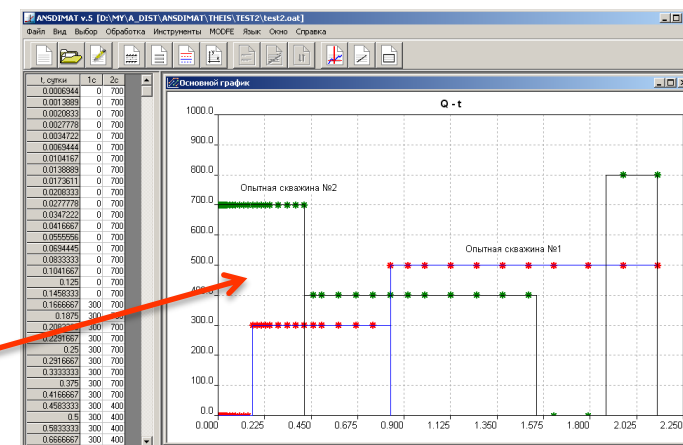 ANSDIMAT v.5 [D:\MY\A_DIST\ANSDIMAT\THEIS\TEST2\test2.oat]
Файл Вид Выбор Обработка Инструменты MODFE Язык Окно Справка
t, сутки 1с 2с
0.0006944 0 700
0.0013889 0 700
0.0020833 0 700
0.0027778 0 700
0.0034722 0 700
0.0069444 0 700
0.0104167 0 700
0.0138889 0 700
0.0173611 0 700
0.0208333 0 700
0.0277778 0 700
0.0347222 0 700
0.0416667 0 700
0.0555556 0 700
0.0694445 0 700
0.0833333 0 700
0.1041667 0 700
0.125 0 700
0.1458333 0 700
0.1666667 300 700
0.1875 300
300 700
0.2291667 300 700
0.25 300 700
0.2916667 300 700
0.3333333 300 700
0.375 300 700
0.4166667 300 700
0.4583333 300 400
0.5 300 400
0.5833333 300 400
0.6666667 300 400
Основной график
Q - t
1000.0
900.0
800.0
700.0
600.0
500.0
300.0
200.0
100.0
0.0
Опытная скважина №2
Опытная скважина №1
0.000 0.225 0.450 0.675 0.900 1.125 1.350 1.575 1.800 2.025 2.250